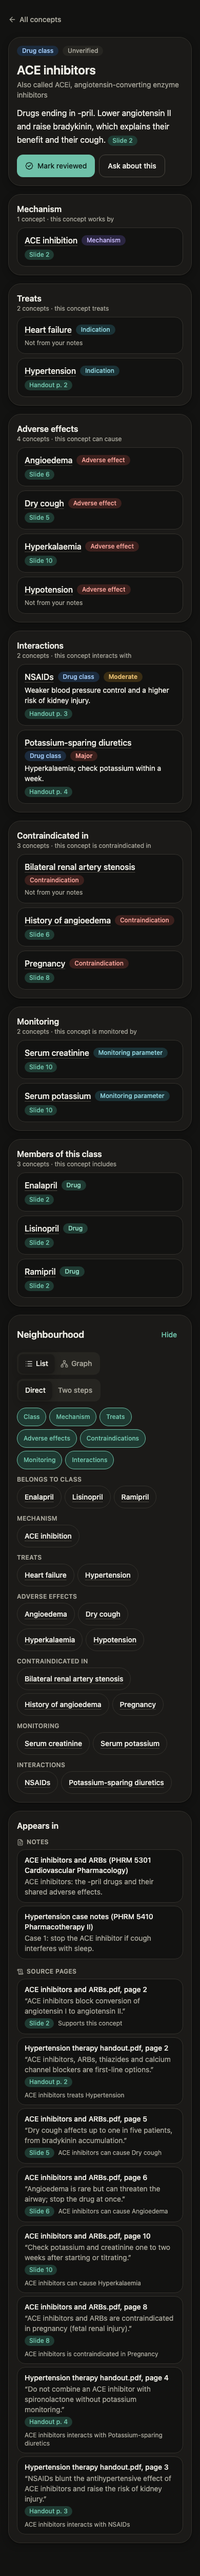 ← All concepts
Drug class Unverified
ACE inhibitors
Also called ACEi, angiotensin-converting enzyme
inhibitors
Drugs ending in -pril. Lower angiotensin II
and raise bradykinin, which explains their
benefit and their cough. Slide 2
Mark reviewed Ask about this
Mechanism
1 concept · this concept works by
ACE inhibition Mechanism
Slide 2
Treats
2 concepts · this concept treats
Heart failure Indication
Not from your notes
Hypertension Indication
Handout p. 2
Adverse effects
4 concepts · this concept can cause
Angioedema Adverse effect
Slide 6
Dry cough Adverse effect
Slide 5
Hyperkalaemia Adverse effect
Slide 10
Hypotension Adverse effect
Not from your notes
Interactions
2 concepts · this concept interacts with
NSAIDs Drug class Moderate
Weaker blood pressure control and a higher
risk of kidney injury.
Handout p. 3
Potassium-sparing diuretics
Drug class Major
Hyperkalaemia; check potassium within a
week.
Handout p. 4
Contraindicated in
3 concepts · this concept is contraindicated in
Bilateral renal artery stenosis
Contraindication
Not from your notes
History of angioedema Contraindication
Slide 6
Pregnancy Contraindication
Slide 8
Monitoring
2 concepts · this concept is monitored by
Serum creatinine Monitoring parameter
Slide 10
Serum potassium Monitoring parameter
Slide 10
Members of this class
3 concepts · this concept includes
Enalapril Drug
Slide 2
Lisinopril Drug
Slide 2
Ramipril Drug
Slide 2
Neighbourhood Hide
List Graph
Direct Two steps
Class Mechanism Treats
Adverse effects Contraindications
Monitoring Interactions
BELONGS TO CLASS
Enalapril Lisinopril Ramipril
MECHANISM
ACE inhibition
TREATS
Heart failure Hypertension
ADVERSE EFFECTS
Angioedema Dry cough
Hyperkalaemia Hypotension
CONTRAINDICATED IN
Bilateral renal artery stenosis
History of angioedema Pregnancy
MONITORING
Serum creatinine Serum potassium
INTERACTIONS
NSAIDs Potassium-sparing diuretics
Appears in
NOTES
ACE inhibitors and ARBs (PHRM 5301
Cardiovascular Pharmacology)
ACE inhibitors: the -pril drugs and their
shared adverse effects.
Hypertension case notes (PHRM 5410
Pharmacotherapy II)
Case 1: stop the ACE inhibitor if cough
interferes with sleep.
SOURCE PAGES
ACE inhibitors and ARBs.pdf, page 2
“ACE inhibitors block conversion of
angiotensin I to angiotensin II.”
Slide 2 Supports this concept
Hypertension therapy handout.pdf, page 2
“ACE inhibitors, ARBs, thiazides and calcium
channel blockers are first-line options.”
Handout p. 2
ACE inhibitors treats Hypertension
ACE inhibitors and ARBs.pdf, page 5
“Dry cough affects up to one in five patients,
from bradykinin accumulation.”
Slide 5 ACE inhibitors can cause Dry cough
ACE inhibitors and ARBs.pdf, page 6
“Angioedema is rare but can threaten the
airway; stop the drug at once.”
Slide 6 ACE inhibitors can cause Angioedema
ACE inhibitors and ARBs.pdf, page 10
“Check potassium and creatinine one to two
weeks after starting or titrating.”
Slide 10
ACE inhibitors can cause Hyperkalaemia
ACE inhibitors and ARBs.pdf, page 8
“ACE inhibitors and ARBs are contraindicated
in pregnancy (fetal renal injury).”
Slide 8
ACE inhibitors is contraindicated in Pregnancy
Hypertension therapy handout.pdf, page 4
“Do not combine an ACE inhibitor with
spironolactone without potassium
monitoring.”
Handout p. 4
ACE inhibitors interacts with Potassium-sparing
diuretics
Hypertension therapy handout.pdf, page 3
“NSAIDs blunt the antihypertensive effect of
ACE inhibitors and raise the risk of kidney
injury.”
Handout p. 3
ACE inhibitors interacts with NSAIDs